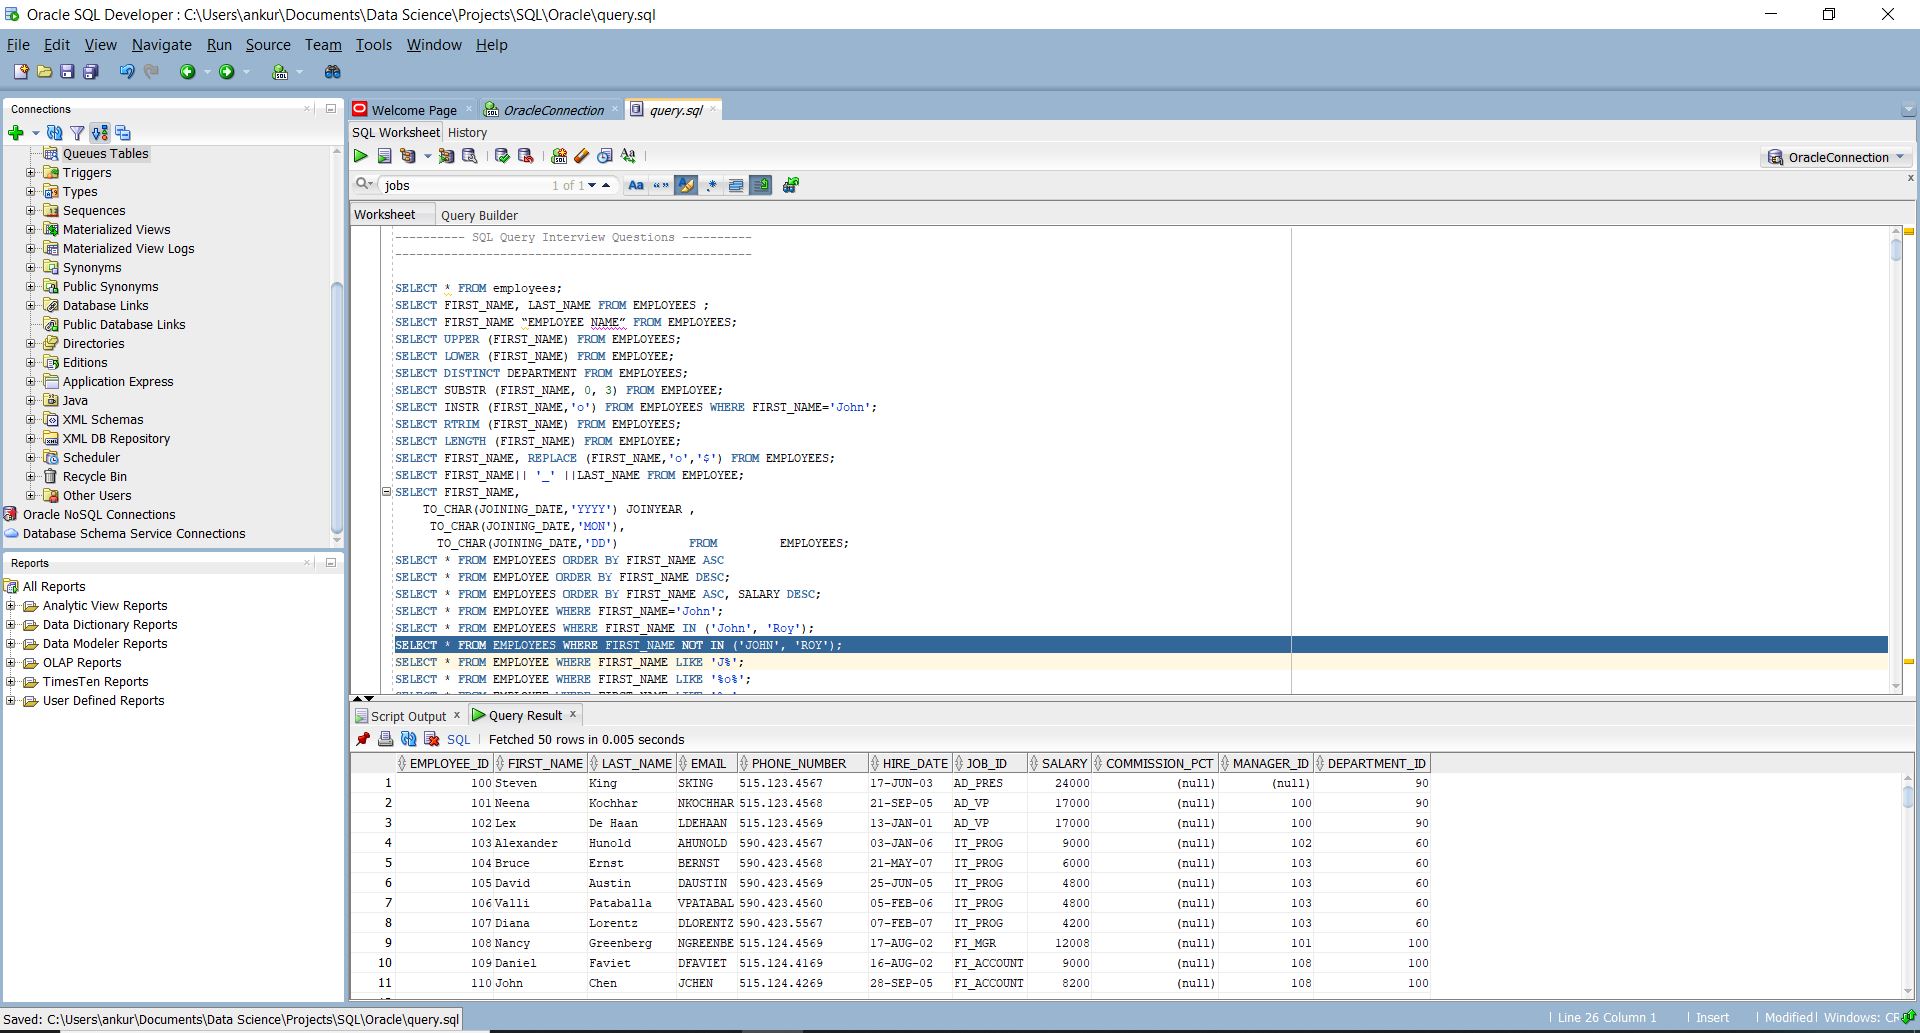 Oracle SQL Developer : C:\Users\ankur\Documents\Data Science\Projects\SQL\Oracle\query.sql
File Edit View Navigate Run Source Team Tools Window Help
Connections
Queues Tables
Triggers
Types
Sequences
Materialized Views
Materialized View Logs
Synonyms
Public Synonyms
Database Links
Public Database Links
Directories
Editions
Application Express
Java
XML Schemas
XML DB Repository
Scheduler
Recycle Bin
Other Users
Oracle NoSQL Connections
Database Schema Service Connections
Reports
All Reports
Analytic View Reports
Data Dictionary Reports
Data Modeler Reports
OLAP Reports
TimesTen Reports
User Defined Reports
Welcome Page OracleConnection query.sql
SQL Worksheet History
OracleConnection
jobs 1 of 1 Aa “” .*
Worksheet Query Builder
---------- SQL Query Interview Questions ----------
---------------------------------------------------
SELECT * FROM employees;
SELECT FIRST_NAME, LAST_NAME FROM EMPLOYEES ;
SELECT FIRST_NAME “EMPLOYEE NAME” FROM EMPLOYEES;
SELECT UPPER (FIRST_NAME) FROM EMPLOYEES;
SELECT LOWER (FIRST_NAME) FROM EMPLOYEE;
SELECT DISTINCT DEPARTMENT FROM EMPLOYEES;
SELECT SUBSTR (FIRST_NAME, 0, 3) FROM EMPLOYEE;
SELECT INSTR (FIRST_NAME,'o') FROM EMPLOYEES WHERE FIRST_NAME='John';
SELECT RTRIM (FIRST_NAME) FROM EMPLOYEES;
SELECT LENGTH (FIRST_NAME) FROM EMPLOYEE;
SELECT FIRST_NAME, REPLACE (FIRST_NAME,'o','$') FROM EMPLOYEES;
SELECT FIRST_NAME|| '_' ||LAST_NAME FROM EMPLOYEE;
SELECT FIRST_NAME,
TO_CHAR(JOINING_DATE,'YYYY') JOINYEAR ,
TO_CHAR(JOINING_DATE,'MON'),
TO_CHAR(JOINING_DATE,'DD') FROM EMPLOYEES;
SELECT * FROM EMPLOYEES ORDER BY FIRST_NAME ASC
SELECT * FROM EMPLOYEE ORDER BY FIRST_NAME DESC;
SELECT * FROM EMPLOYEES ORDER BY FIRST_NAME ASC, SALARY DESC;
SELECT * FROM EMPLOYEE WHERE FIRST_NAME='John';
SELECT * FROM EMPLOYEES WHERE FIRST_NAME IN ('John', 'Roy');
SELECT * FROM EMPLOYEES WHERE FIRST_NAME NOT IN ('JOHN', 'ROY');
SELECT * FROM EMPLOYEE WHERE FIRST_NAME LIKE 'J%';
SELECT * FROM EMPLOYEE WHERE FIRST_NAME LIKE '%o%';
Script Output Query Result
SQL Fetched 50 rows in 0.005 seconds
EMPLOYEE_ID FIRST_NAME LAST_NAME EMAIL PHONE_NUMBER HIRE_DATE JOB_ID SALARY COMMISSION_PCT MANAGER_ID DEPARTMENT_ID
1 100 Steven King SKING 515.123.4567 17-JUN-03 AD_PRES 24000 (null) (null) 90
2 101 Neena Kochhar NKOCHHAR 515.123.4568 21-SEP-05 AD_VP 17000 (null) 100 90
3 102 Lex De Haan LDEHAAN 515.123.4569 13-JAN-01 AD_VP 17000 (null) 100 90
4 103 Alexander Hunold AHUNOLD 590.423.4567 03-JAN-06 IT_PROG 9000 (null) 102 60
5 104 Bruce Ernst BERNST 590.423.4568 21-MAY-07 IT_PROG 6000 (null) 103 60
6 105 David Austin DAUSTIN 590.423.4569 25-JUN-05 IT_PROG 4800 (null) 103 60
7 106 Valli Pataballa VPATABAL 590.423.4560 05-FEB-06 IT_PROG 4800 (null) 103 60
8 107 Diana Lorentz DLORENTZ 590.423.5567 07-FEB-07 IT_PROG 4200 (null) 103 60
9 108 Nancy Greenberg NGREENBE 515.124.4569 17-AUG-02 FI_MGR 12008 (null) 101 100
10 109 Daniel Faviet DFAVIET 515.124.4169 16-AUG-02 FI_ACCOUNT 9000 (null) 108 100
11 110 John Chen JCHEN 515.124.4269 28-SEP-05 FI_ACCOUNT 8200 (null) 108 100
Saved: C:\Users\ankur\Documents\Data Science\Projects\SQL\Oracle\query.sql
Line 26 Column 1 Insert Modified Windows: CR